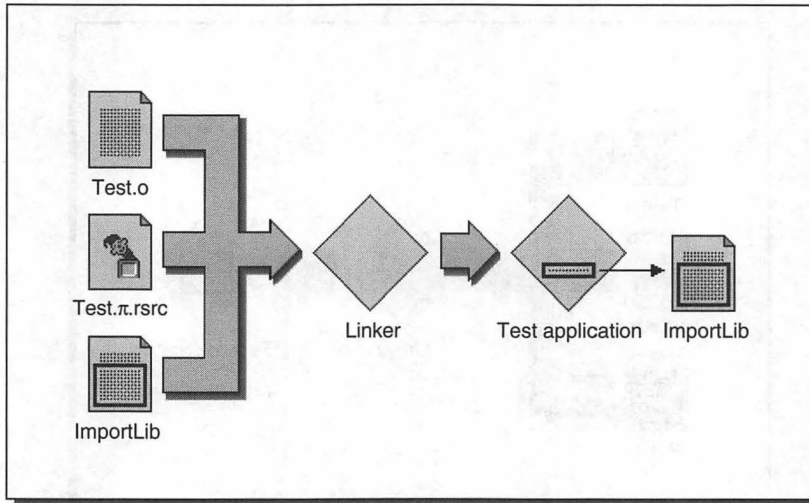 Test.o
Test.π.rsrc
ImportLib
Linker
Test application
ImportLib